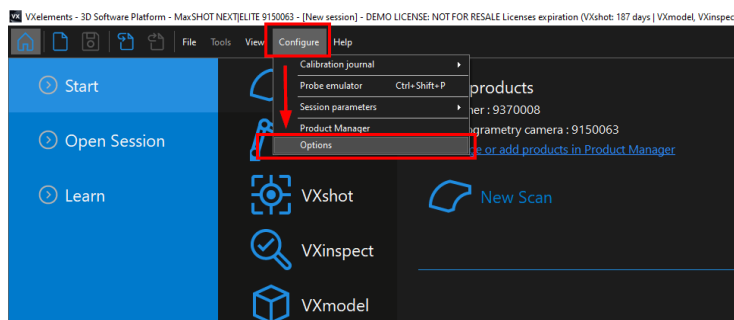 VXelements - 3D Software Platform - MaxSHOT NEXT|ELITE 9150063 - [New session] - DEMO LICENSE: NOT FOR RESALE Licenses expiration (VXshot: 187 days | VXmodel, VXinspec
File Tools View Configure Help
Calibration journal
Probe emulator Ctrl+Shift+P
Session parameters
Product Manager
Options
Start
Open Session
Learn
VXshot
VXinspect
VXmodel
products
ner : 9370008
ogrametry camera : 9150063
e or add products in Product Manager
New Scan